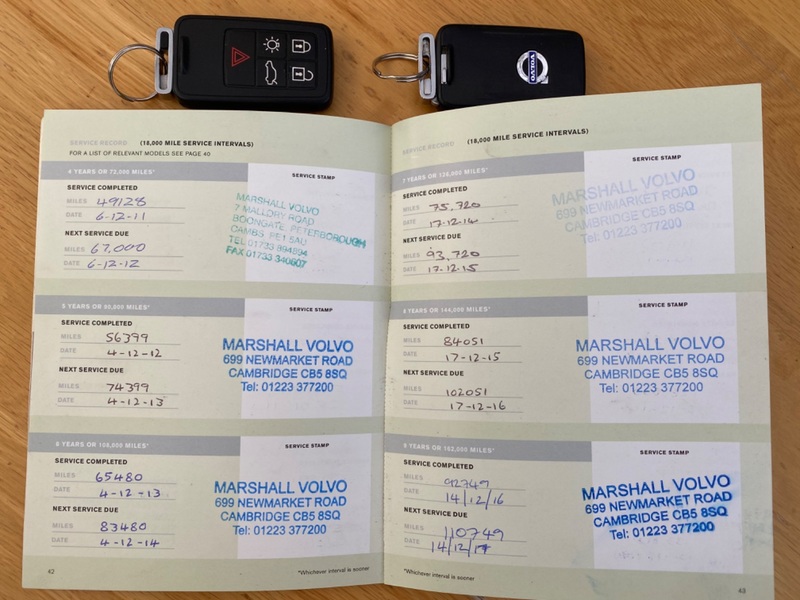 VOLVO
SERVICE RECORD (18,000 MILE SERVICE INTERVALS)
FOR A LIST OF RELEVANT MODELS SEE PAGE 40
4 YEARS OR 72,000 MILES*
SERVICE STAMP
SERVICE COMPLETED
MILES 49128
DATE 6-12-11
NEXT SERVICE DUE
MILES 67,000
DATE 6-12-12
MARSHALL VOLVO
7 MALLORY ROAD
BOONGATE, PETERBOROUGH
CAMBS PE1 5AU
TEL 01733
FAX 01733 340607
5 YEARS OR 90,000 MILES*
SERVICE STAMP
SERVICE COMPLETED
MILES 56399
DATE 4-12-12
NEXT SERVICE DUE
MILES 74399
DATE 4-12-13
MARSHALL VOLVO
699 NEWMARKET ROAD
CAMBRIDGE CB5 8SQ
Tel: 01223 377200
6 YEARS OR 108,000 MILES*
SERVICE STAMP
SERVICE COMPLETED
MILES 65480
DATE 4-12-13
NEXT SERVICE DUE
MILES 83480
DATE 4-12-14
MARSHALL VOLVO
699 NEWMARKET ROAD
CAMBRIDGE CB5 8SQ
Tel: 01223 377200
42
*Whichever interval is sooner
SERVICE RECORD (18,000 MILE SERVICE INTERVALS)
7 YEARS OR 126,000 MILES*
SERVICE STAMP
SERVICE COMPLETED
MILES 75,720
DATE 17-12-14
NEXT SERVICE DUE
MILES 93,720
DATE 17-12-15
MARSHALL VOLVO
699 NEWMARKET ROAD
CAMBRIDGE CB5 8SQ
Tel: 01223 377200
8 YEARS OR 144,000 MILES*
SERVICE STAMP
SERVICE COMPLETED
MILES 84051
DATE 17-12-15
NEXT SERVICE DUE
MILES 102051
DATE 17-12-16
MARSHALL VOLVO
699 NEWMARKET ROAD
CAMBRIDGE CB5 8SQ
Tel: 01223 377200
9 YEARS OR 162,000 MILES*
SERVICE STAMP
SERVICE COMPLETED
MILES 92749
DATE 14/12/16
NEXT SERVICE DUE
MILES 110749
DATE 14/12/17
MARSHALL VOLVO
699 NEWMARKET ROAD
CAMBRIDGE CB5 8SQ
Tel: 01223 377200
*Whichever interval is sooner
43